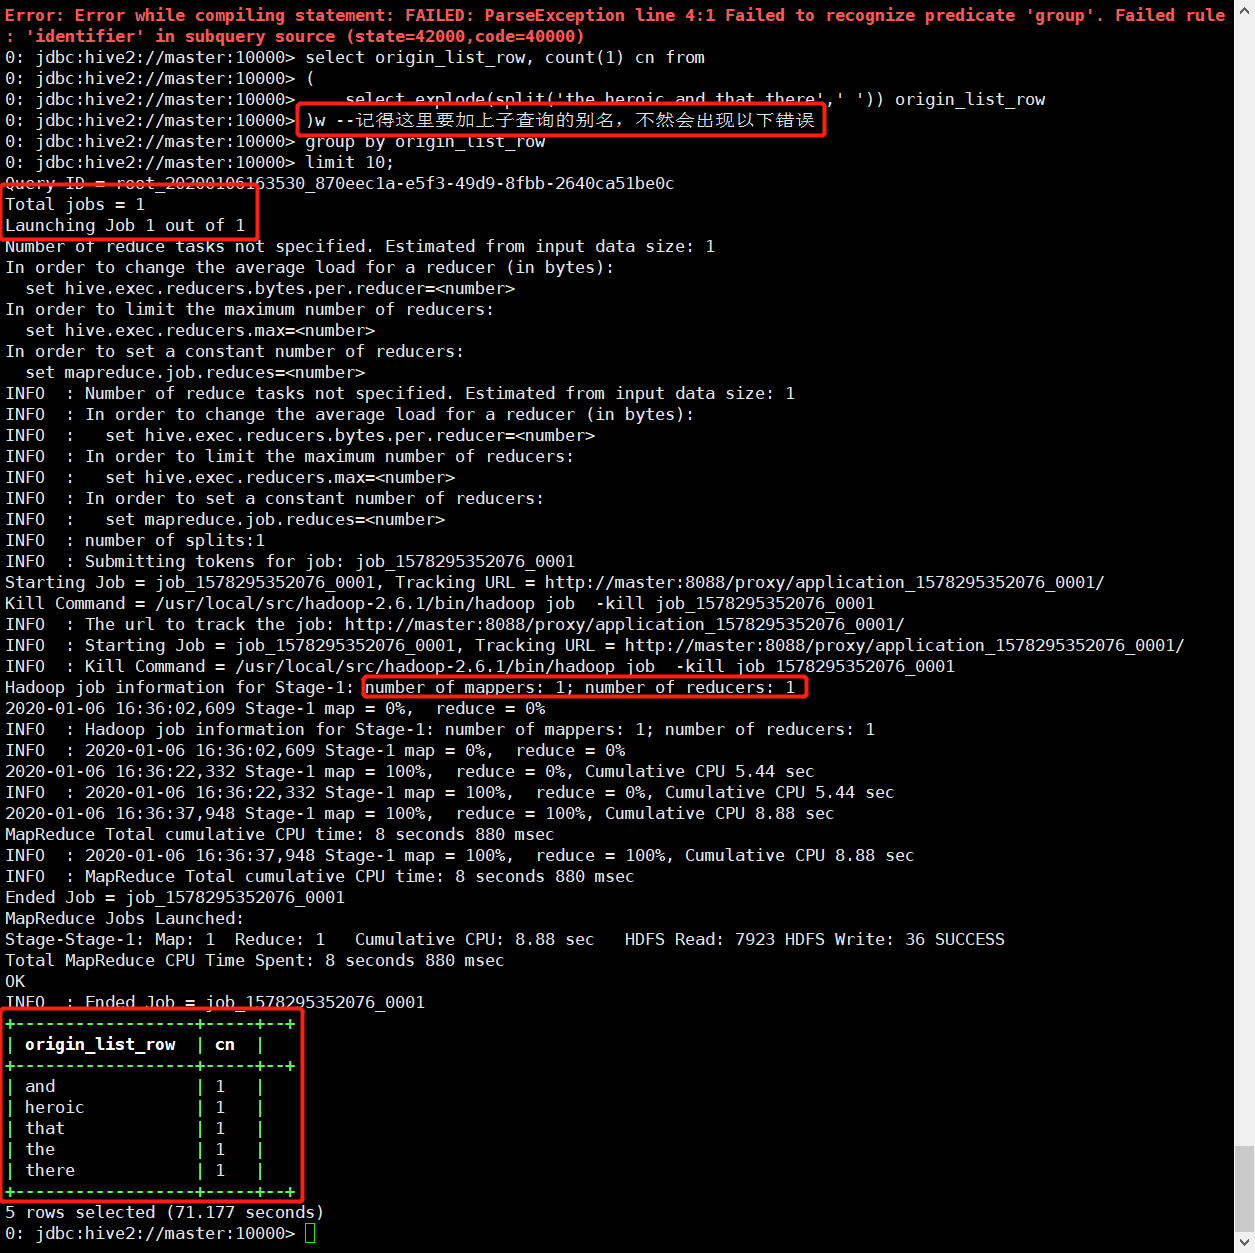 Error: Error while compiling statement: FAILED: ParseException line 4:1 Failed to recognize predicate 'group'. Failed rule
: 'identifier' in subquery source (state=42000,code=40000)
0: jdbc:hive2://master:10000> select origin_list_row, count(1) cn from
0: jdbc:hive2://master:10000> (
0: jdbc:hive2://master:10000>     select explode(split('the heroic and that there',' ')) origin_list_row
0: jdbc:hive2://master:10000> )w --记得这里要加上子查询的别名，不然会出现以下错误
0: jdbc:hive2://master:10000> group by origin_list_row
0: jdbc:hive2://master:10000> limit 10;
Query ID = root_20200106163530_870eec1a-e5f3-49d9-8fbb-2640ca51be0c
Total jobs = 1
Launching Job 1 out of 1
Number of reduce tasks not specified. Estimated from input data size: 1
In order to change the average load for a reducer (in bytes):
  set hive.exec.reducers.bytes.per.reducer=<number>
In order to limit the maximum number of reducers:
  set hive.exec.reducers.max=<number>
In order to set a constant number of reducers:
  set mapreduce.job.reduces=<number>
INFO  : Number of reduce tasks not specified. Estimated from input data size: 1
INFO  : In order to change the average load for a reducer (in bytes):
INFO  :   set hive.exec.reducers.bytes.per.reducer=<number>
INFO  : In order to limit the maximum number of reducers:
INFO  :   set hive.exec.reducers.max=<number>
INFO  : In order to set a constant number of reducers:
INFO  :   set mapreduce.job.reduces=<number>
INFO  : number of splits:1
INFO  : Submitting tokens for job: job_1578295352076_0001
Starting Job = job_1578295352076_0001, Tracking URL = http://master:8088/proxy/application_1578295352076_0001/
Kill Command = /usr/local/src/hadoop-2.6.1/bin/hadoop job  -kill job_1578295352076_0001
INFO  : The url to track the job: http://master:8088/proxy/application_1578295352076_0001/
INFO  : Starting Job = job_1578295352076_0001, Tracking URL = http://master:8088/proxy/application_1578295352076_0001/
INFO  : Kill Command = /usr/local/src/hadoop-2.6.1/bin/hadoop job  -kill job_1578295352076_0001
Hadoop job information for Stage-1: number of mappers: 1; number of reducers: 1
2020-01-06 16:36:02,609 Stage-1 map = 0%,  reduce = 0%
INFO  : Hadoop job information for Stage-1: number of mappers: 1; number of reducers: 1
INFO  : 2020-01-06 16:36:02,609 Stage-1 map = 0%,  reduce = 0%
2020-01-06 16:36:22,332 Stage-1 map = 100%,  reduce = 0%, Cumulative CPU 5.44 sec
INFO  : 2020-01-06 16:36:22,332 Stage-1 map = 100%,  reduce = 0%, Cumulative CPU 5.44 sec
2020-01-06 16:36:37,948 Stage-1 map = 100%,  reduce = 100%, Cumulative CPU 8.88 sec
MapReduce Total cumulative CPU time: 8 seconds 880 msec
INFO  : 2020-01-06 16:36:37,948 Stage-1 map = 100%,  reduce = 100%, Cumulative CPU 8.88 sec
INFO  : MapReduce Total cumulative CPU time: 8 seconds 880 msec
Ended Job = job_1578295352076_0001
MapReduce Jobs Launched:
Stage-Stage-1: Map: 1  Reduce: 1   Cumulative CPU: 8.88 sec   HDFS Read: 7923 HDFS Write: 36 SUCCESS
Total MapReduce CPU Time Spent: 8 seconds 880 msec
OK
INFO  : Ended Job = job_1578295352076_0001
+------------------+-----+--+
| origin_list_row  | cn  |
+------------------+-----+--+
| and              | 1   |
| heroic           | 1   |
| that             | 1   |
| the              | 1   |
| there            | 1   |
+------------------+-----+--+
5 rows selected (71.177 seconds)
0: jdbc:hive2://master:10000>